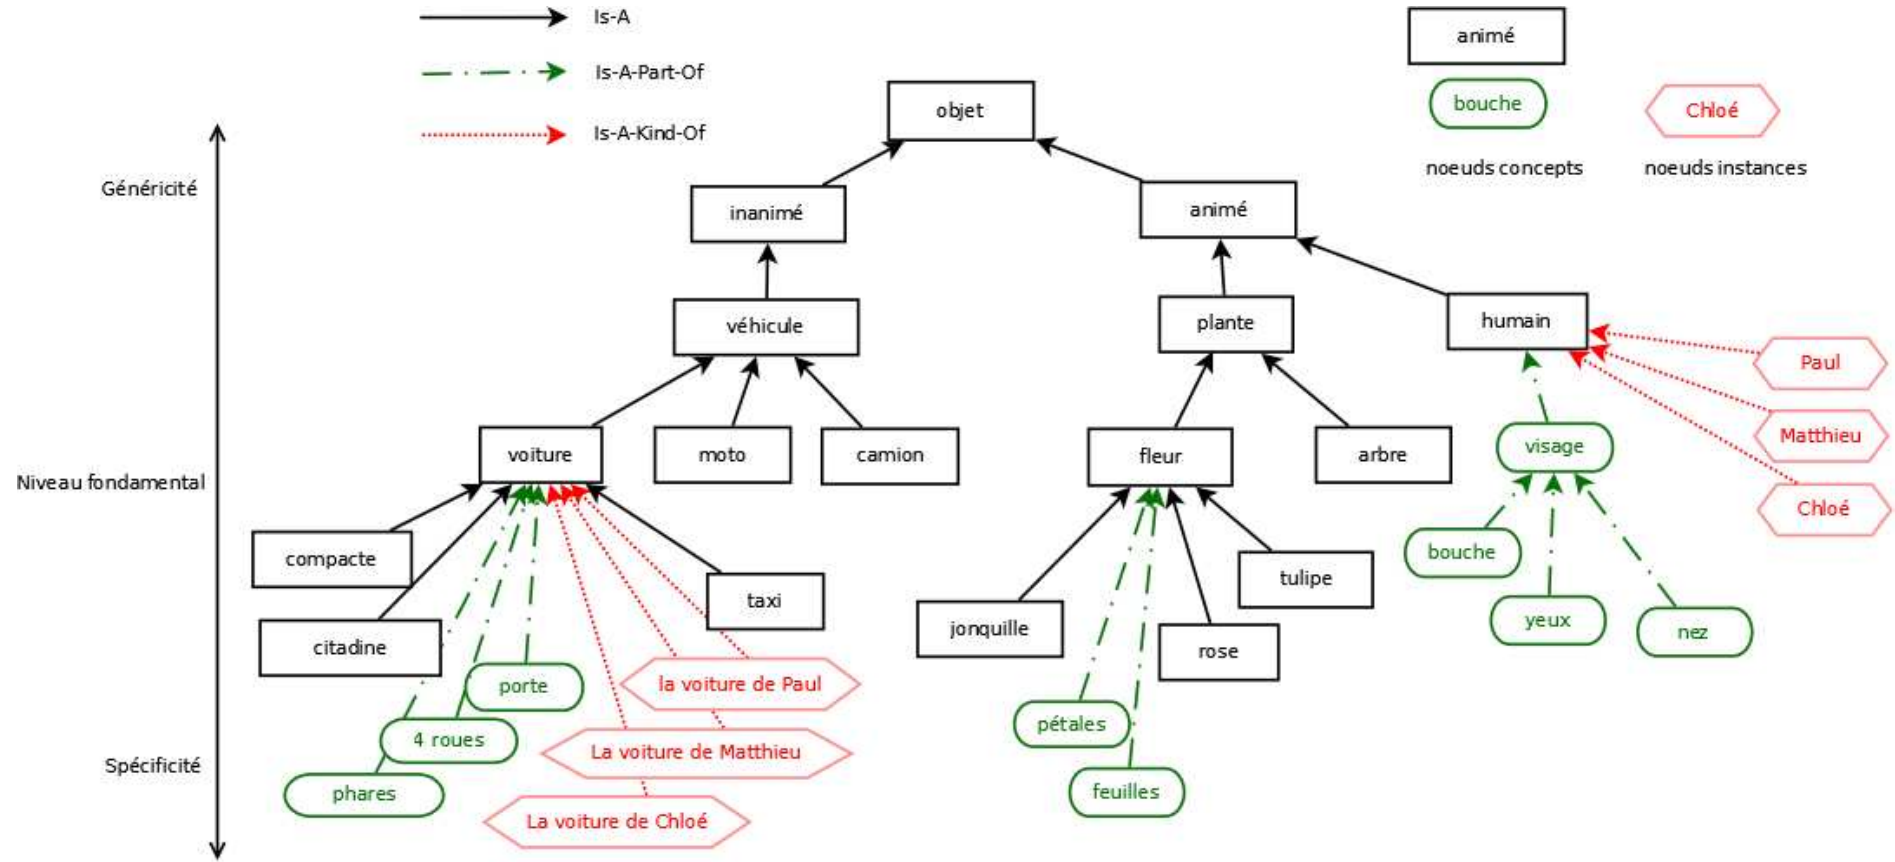 Is-A
Is-A-Part-Of
Is-A-Kind-Of
animé
bouche
Chloé
noeuds concepts
noeuds instances
Généricité
Niveau fondamental
Spécificité
objet
inanimé
animé
véhicule
plante
humain
Paul
Matthieu
Chloé
voiture
moto
camion
fleur
arbre
visage
bouche
yeux
nez
compacte
citadine
taxi
porte
4 roues
phares
la voiture de Paul
La voiture de Matthieu
La voiture de Chloé
jonquille
rose
tulipe
pétales
feuilles